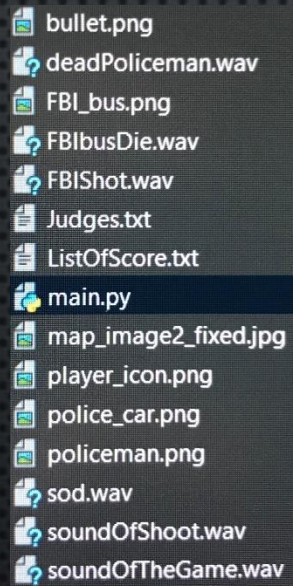 bullet.png
deadPoliceman.wav
FBI_bus.png
FBIbusDie.wav
FBIShot.wav
Judges.txt
ListOfScore.txt
main.py
map_image2_fixed.jpg
player_icon.png
police_car.png
policeman.png
sod.wav
soundOfShoot.wav
soundOfTheGame.wav